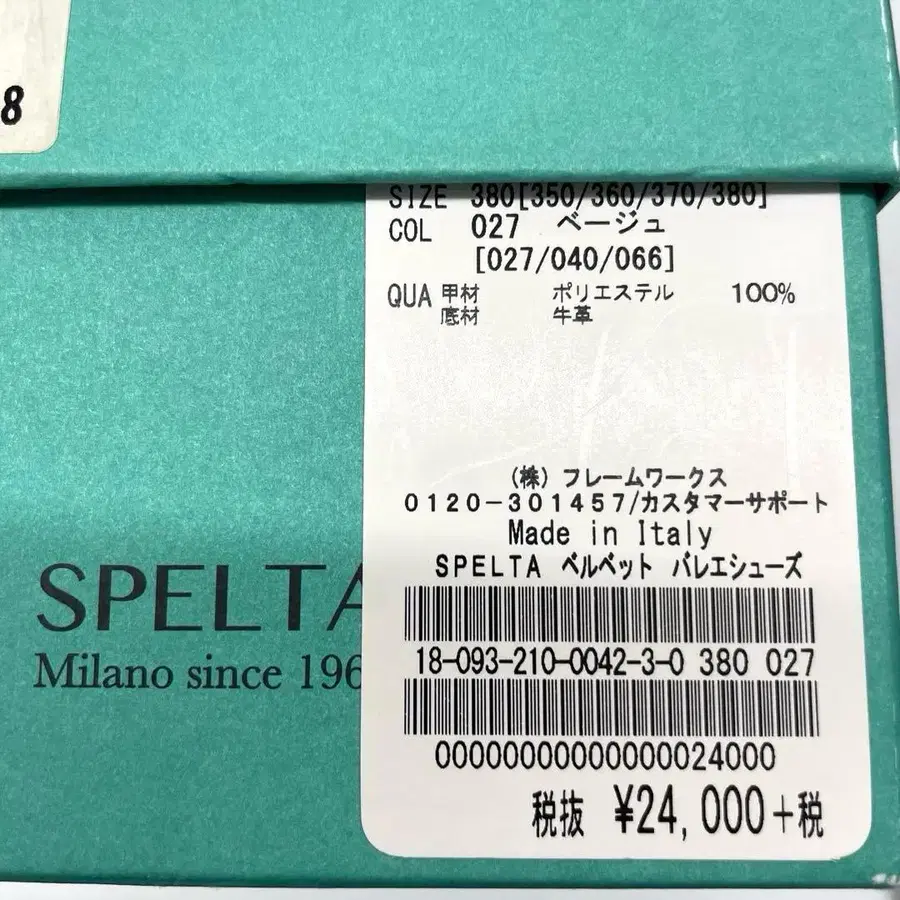 8
SIZE 380[350/360/370/380]
COL 027 ベージュ
[027/040/066]
QUA 甲材 ポリエステル 100%
底材 牛革
(株) フレームワークス
0120-301457/カスタマーサポート
Made in Italy
SPELTA ベルベット バレエシューズ
18-093-210-0042-3-0 380 027
00000000000000024000
税抜 ¥24,000+税
SPELTA
Milano since 196